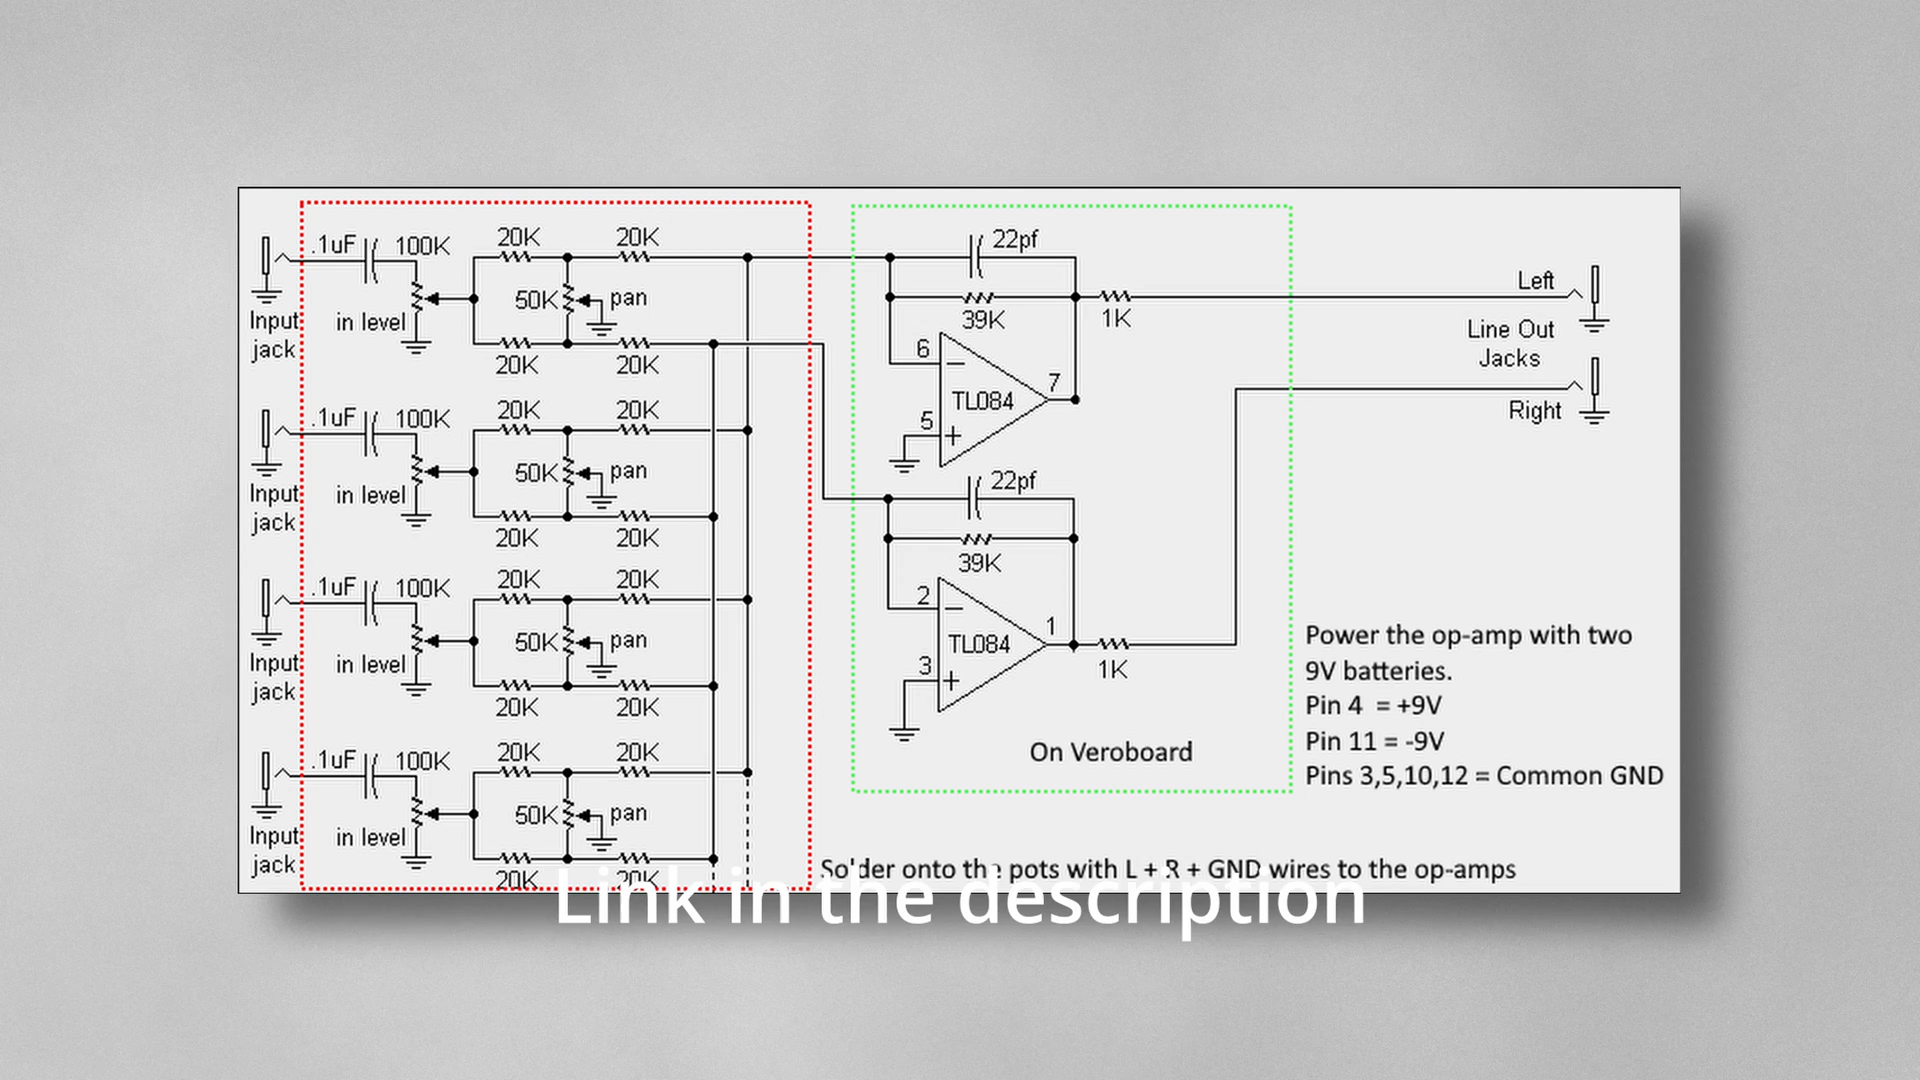 .1uF 100K 20K 20K
50K pan
in level
Input
jack
20K 20K
.1uF 100K 20K 20K
50K pan
in level
Input
jack
20K 20K
.1uF 100K 20K 20K
50K pan
in level
Input
jack
20K 20K
.1uF 100K 20K 20K
50K pan
in level
Input
jack
20K 20K
22pf
39K
1K
6
7
TL084
5
22pf
39K
2
1
TL084
3
1K
On Veroboard
Left
Line Out
Jacks
Right
Power the op-amp with two
9V batteries.
Pin 4 = +9V
Pin 11 = -9V
Pins 3,5,10,12 = Common GND
Solder onto the pots with L + R + GND wires to the op-amps
Link in the description